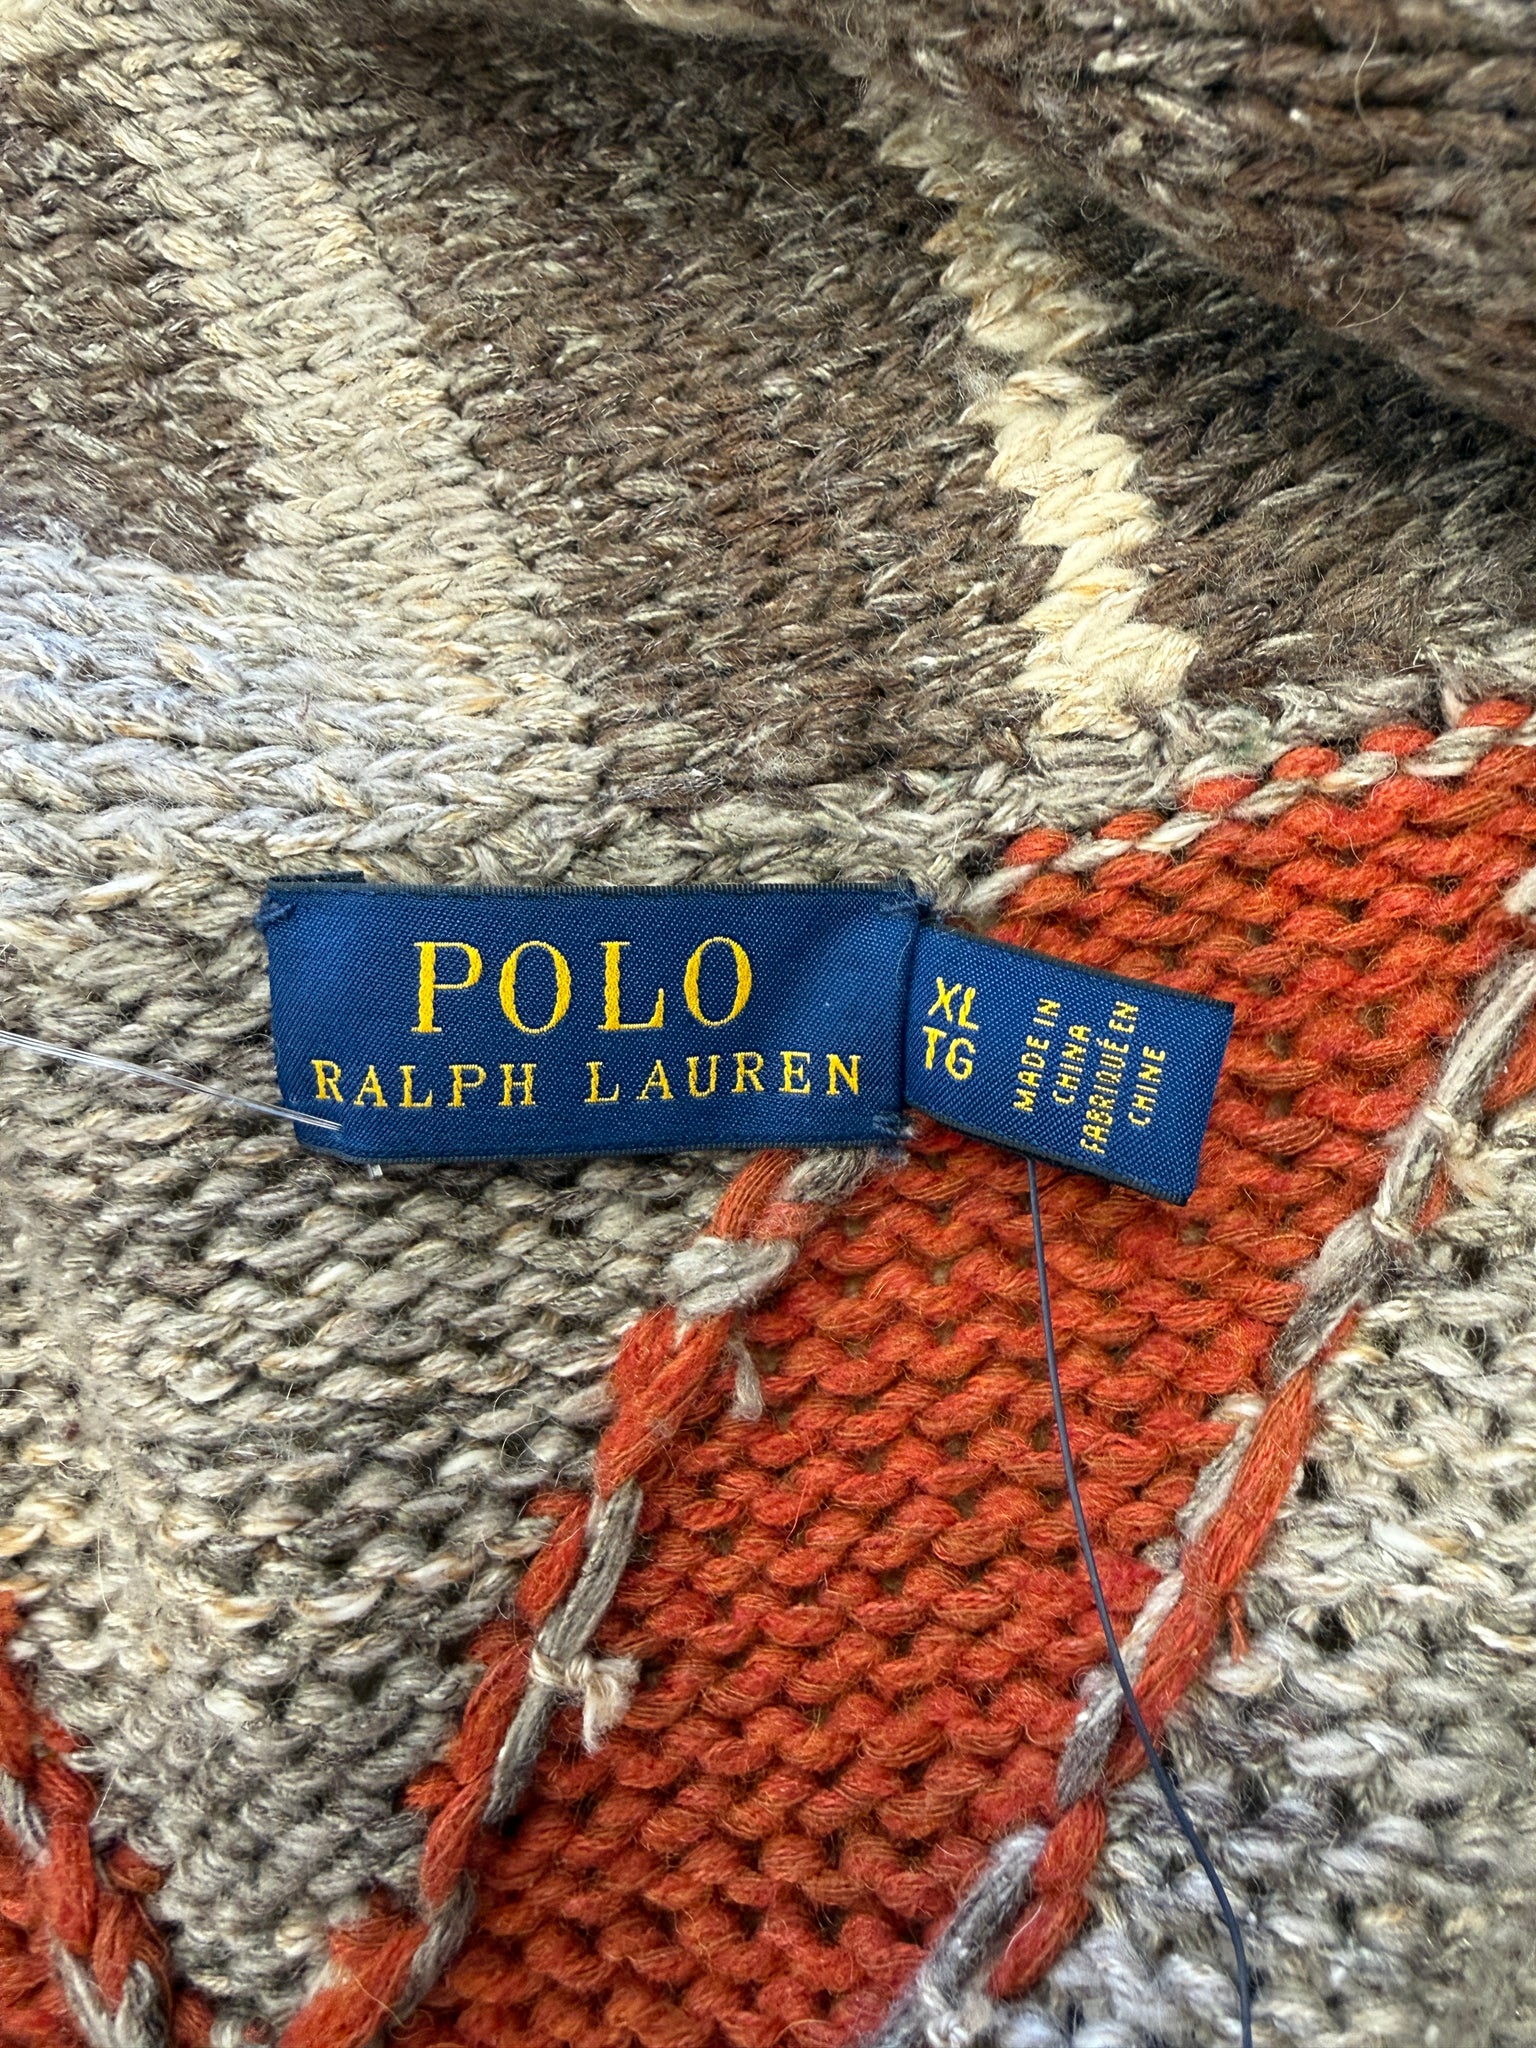 POLO
RALPH LAUREN
XL
TG
MADE IN
CHINA
FABRIQUÉ EN
CHINE